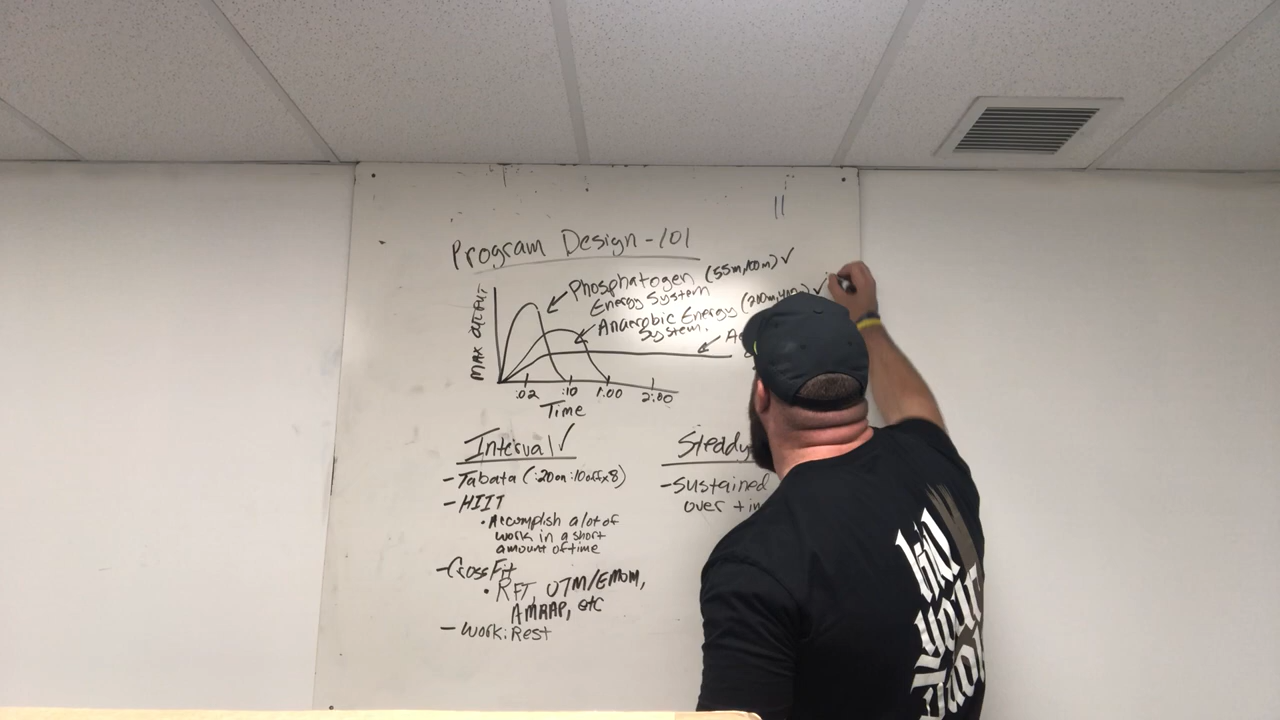 Program Design - 101
Phosphatogen (55m,100m) ✓
Energy System
Anaerobic Energy (200m,400m) ✓
System.
MAX OUTPUT
:02 :10 1:00 2:00
Time
Interval ✓
- Tabata (:20on :10off x8)
- HIIT
• Accomplish a lot of
work in a short
amount of time
- CrossFit
• RFT, OTM/EMOM,
AMRAP, etc
- Work:Rest
Steady
- Sustained
over
kill
your